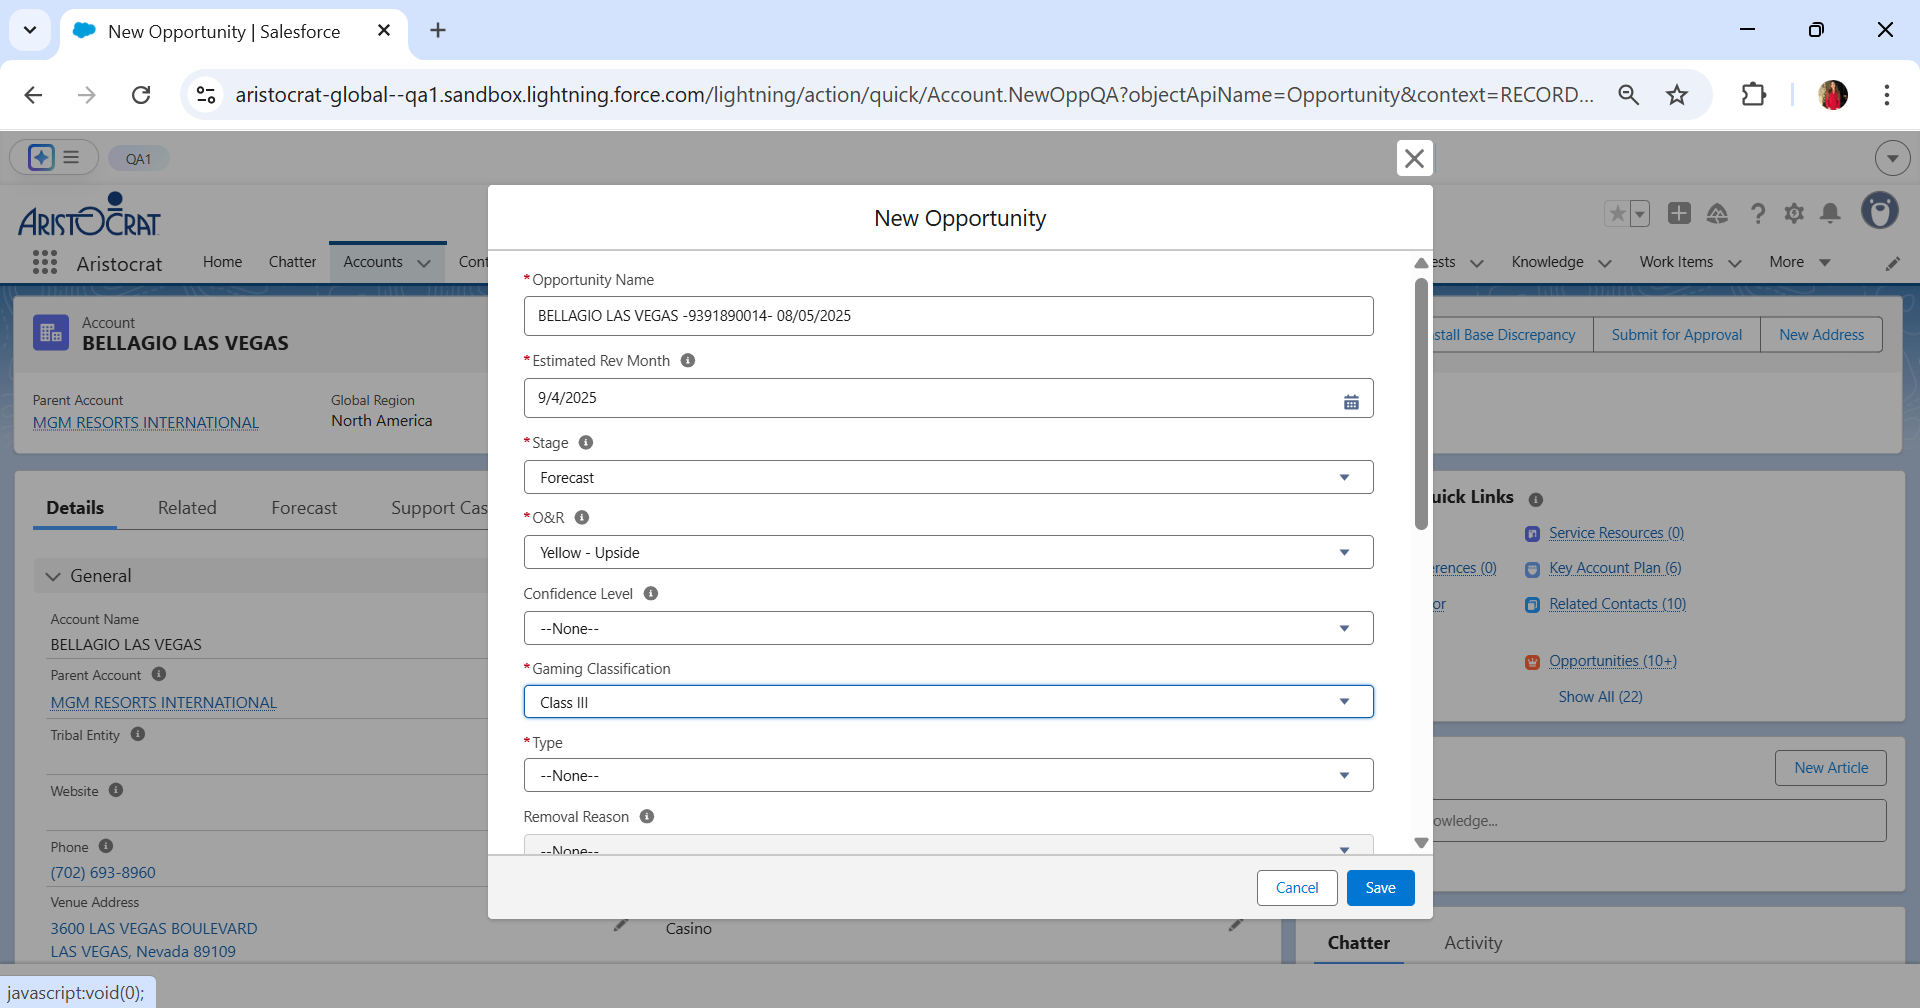 New Opportunity | Salesforce
aristocrat-global--qa1.sandbox.lightning.force.com/lightning/action/quick/Account.NewOppQA?objectApiName=Opportunity&context=RECORD...
QA1
ARISTOCRAT
Aristocrat
Home
Chatter
Accounts
Cont
ests
Knowledge
Work Items
More
Account
BELLAGIO LAS VEGAS
Parent Account
MGM RESORTS INTERNATIONAL
Global Region
North America
stall Base Discrepancy
Submit for Approval
New Address
Details
Related
Forecast
Support Cas
General
Account Name
BELLAGIO LAS VEGAS
Parent Account
MGM RESORTS INTERNATIONAL
Tribal Entity
Website
Phone
(702) 693-8960
Venue Address
3600 LAS VEGAS BOULEVARD
LAS VEGAS, Nevada 89109
Casino
New Opportunity
*Opportunity Name
BELLAGIO LAS VEGAS -9391890014- 08/05/2025
*Estimated Rev Month
9/4/2025
*Stage
Forecast
*O&R
Yellow - Upside
Confidence Level
--None--
*Gaming Classification
Class III
*Type
--None--
Removal Reason
--None--
Cancel
Save
uick Links
Service Resources (0)
erences (0)
Key Account Plan (6)
or
Related Contacts (10)
Opportunities (10+)
Show All (22)
New Article
owledge...
Chatter
Activity
javascript:void(0);